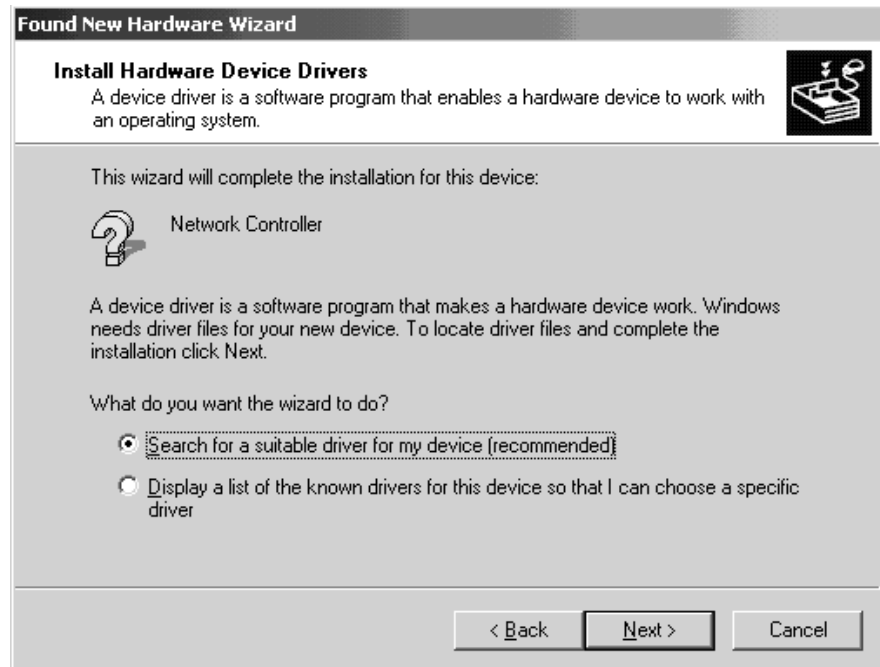 Found New Hardware Wizard
Install Hardware Device Drivers
A device driver is a software program that enables a hardware device to work with
an operating system.
This wizard will complete the installation for this device:
Network Controller
A device driver is a software program that makes a hardware device work. Windows
needs driver files for your new device. To locate driver files and complete the
installation click Next.
What do you want the wizard to do?
Search for a suitable driver for my device (recommended)
Display a list of the known drivers for this device so that I can choose a specific
driver
< Back Next > Cancel